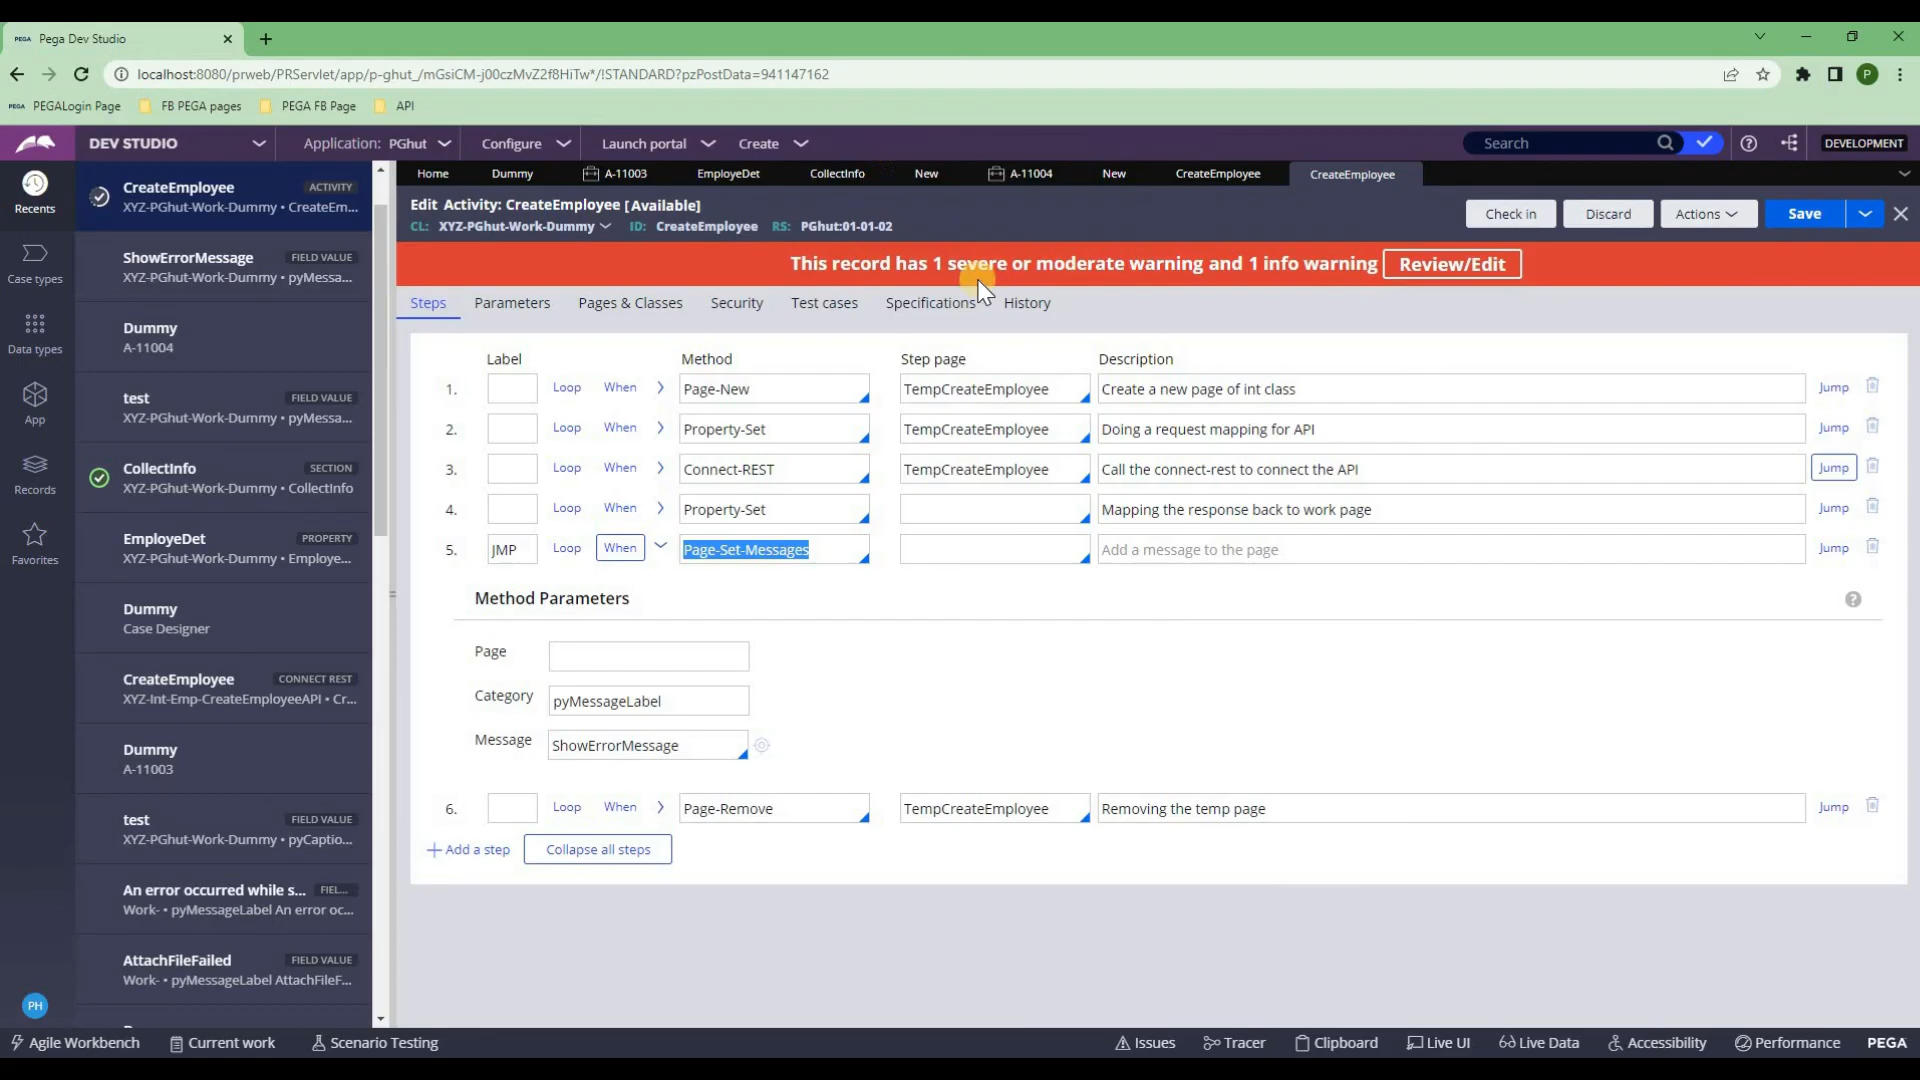 PEGA Pega Dev Studio
localhost:8080/prweb/PRServlet/app/p-ghut_/mGsiCM-j00czMvZ2f8HiTw*/!STANDARD?pzPostData=941147162
P
PEGA PEGALogin Page FB PEGA pages PEGA FB Page API
DEV STUDIO Application: PGhut Configure Launch portal Create Search DEVELOPMENT
Home Dummy A-11003 EmployeDet CollectInfo New A-11004 New CreateEmployee CreateEmployee
Edit Activity: CreateEmployee [Available]
CL: XYZ-PGhut-Work-Dummy ID: CreateEmployee RS: PGhut:01-01-02
Check in Discard Actions Save
This record has 1 severe or moderate warning and 1 info warning Review/Edit
Steps Parameters Pages & Classes Security Test cases Specifications History
Recents
Case types
Data types
App
Records
Favorites
PH
CreateEmployee ACTIVITY
XYZ-PGhut-Work-Dummy • CreateEm...
ShowErrorMessage FIELD VALUE
XYZ-PGhut-Work-Dummy • pyMessa...
Dummy
A-11004
test FIELD VALUE
XYZ-PGhut-Work-Dummy • pyMessa...
CollectInfo SECTION
XYZ-PGhut-Work-Dummy • CollectInfo
EmployeDet PROPERTY
XYZ-PGhut-Work-Dummy • Employe...
Dummy
Case Designer
CreateEmployee CONNECT REST
XYZ-Int-Emp-CreateEmployeeAPI • Cr...
Dummy
A-11003
test FIELD VALUE
XYZ-PGhut-Work-Dummy • pyCaptio...
An error occurred while s... FIEL...
Work- • pyMessageLabel An error oc...
AttachFileFailed FIELD VALUE
Work- • pyMessageLabel AttachFileF...
Label Method Step page Description
1. Loop When Page-New TempCreateEmployee Create a new page of int class Jump
2. Loop When Property-Set TempCreateEmployee Doing a request mapping for API Jump
3. Loop When Connect-REST TempCreateEmployee Call the connect-rest to connect the API Jump
4. Loop When Property-Set Mapping the response back to work page Jump
5. JMP Loop When Page-Set-Messages Add a message to the page Jump
Method Parameters
Page
Category pyMessageLabel
Message ShowErrorMessage
6. Loop When Page-Remove TempCreateEmployee Removing the temp page Jump
Add a step Collapse all steps
Agile Workbench Current work Scenario Testing Issues Tracer Clipboard Live UI Live Data Accessibility Performance PEGA